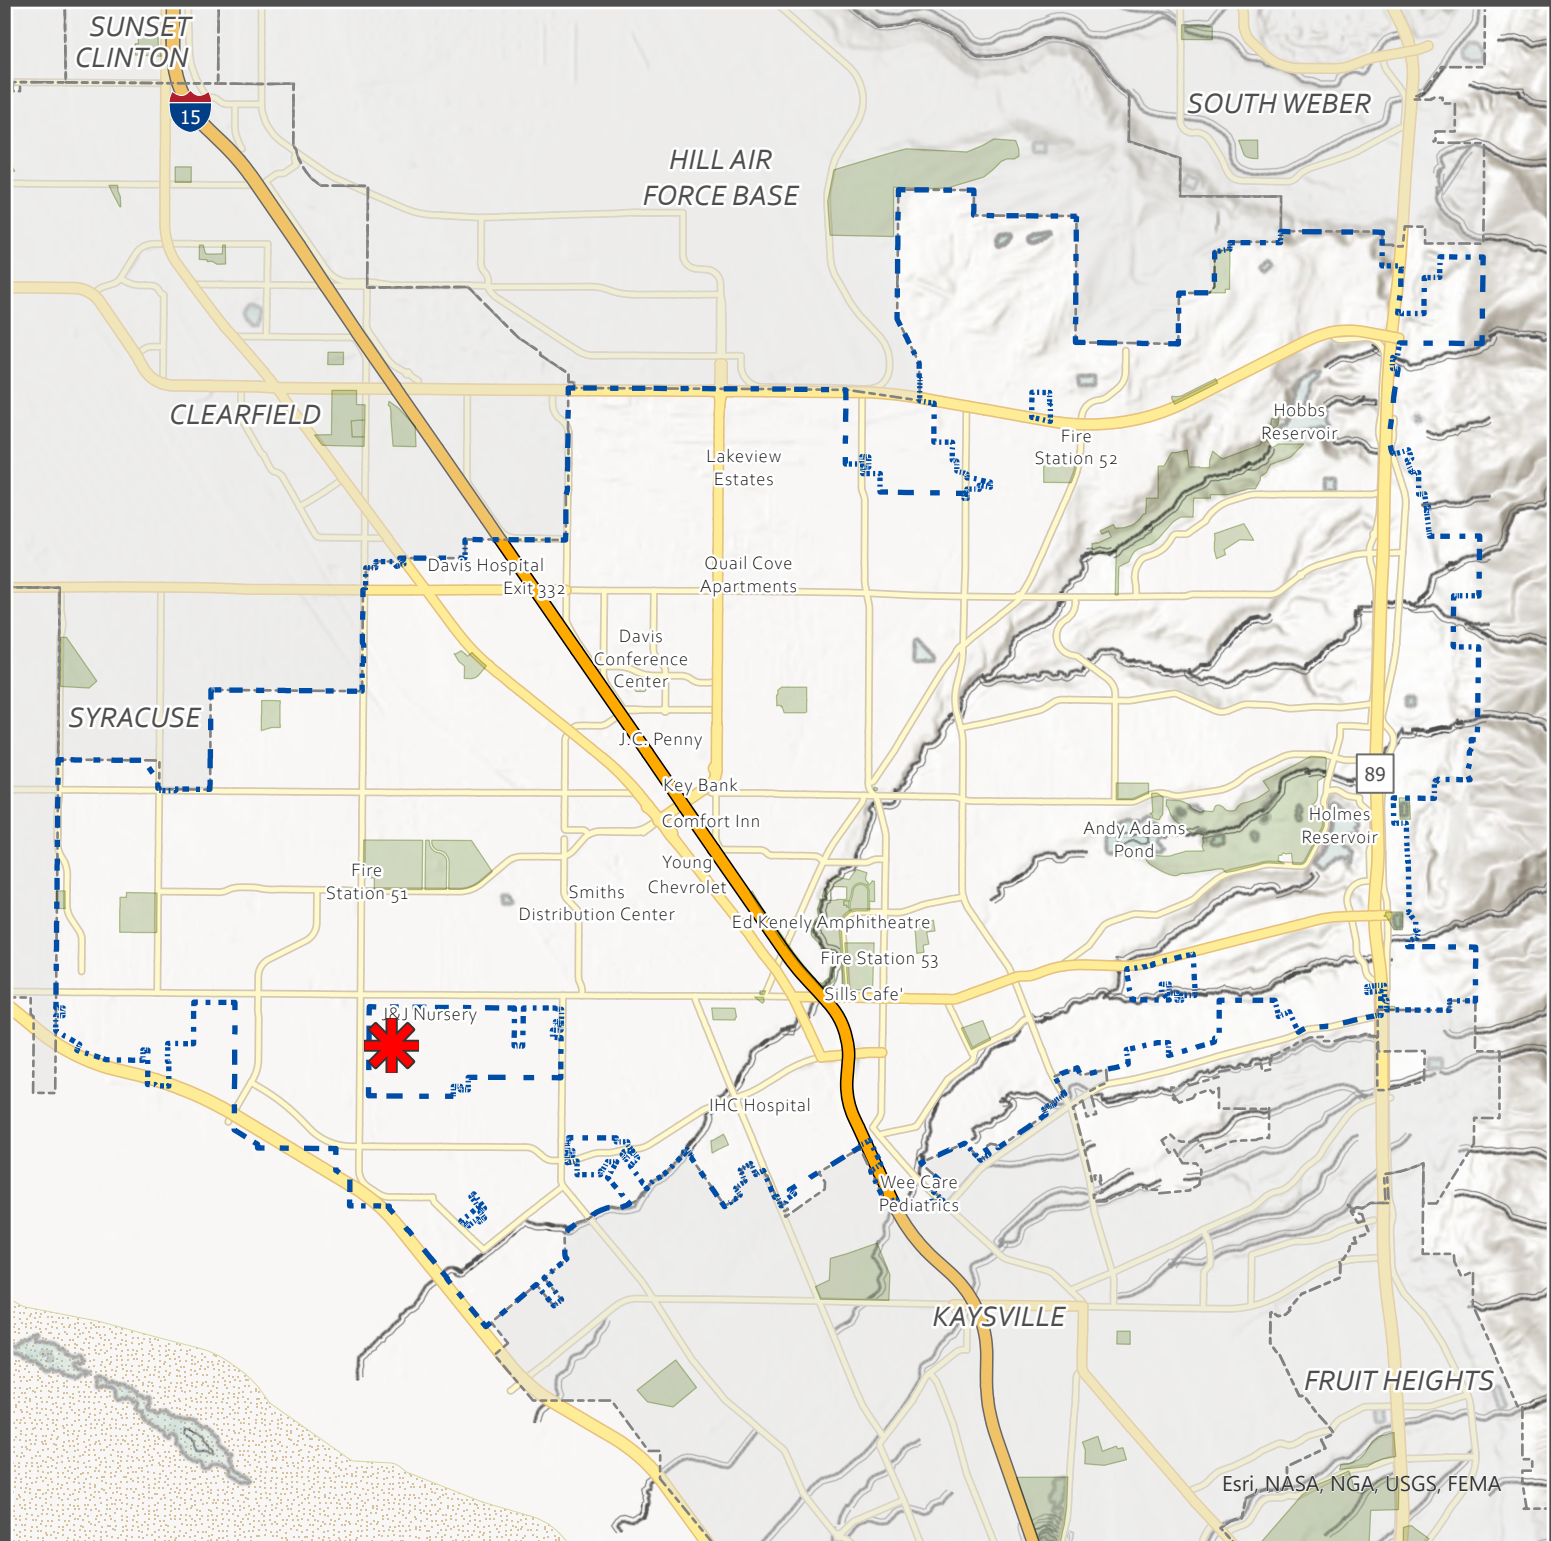 SUNSET
CLINTON
15
SOUTH WEBER
HILL AIR
FORCE BASE
CLEARFIELD
Hobbs
Reservoir
Fire
Station 52
Lakeview
Estates
Davis Hospital
Exit 332
Quail Cove
Apartments
Davis
Conference
Center
SYRACUSE
J.C. Penny
89
Key Bank
Comfort Inn
Holmes
Reservoir
Andy Adams
Pond
Young
Chevrolet
Fire
Station 51
Smiths
Distribution Center
Ed Kenely Amphitheatre
Fire Station 53
Sills Cafe'
J&J Nursery
IHC Hospital
Wee Care
Pediatrics
KAYSVILLE
FRUIT HEIGHTS
Esri, NASA, NGA, USGS, FEMA